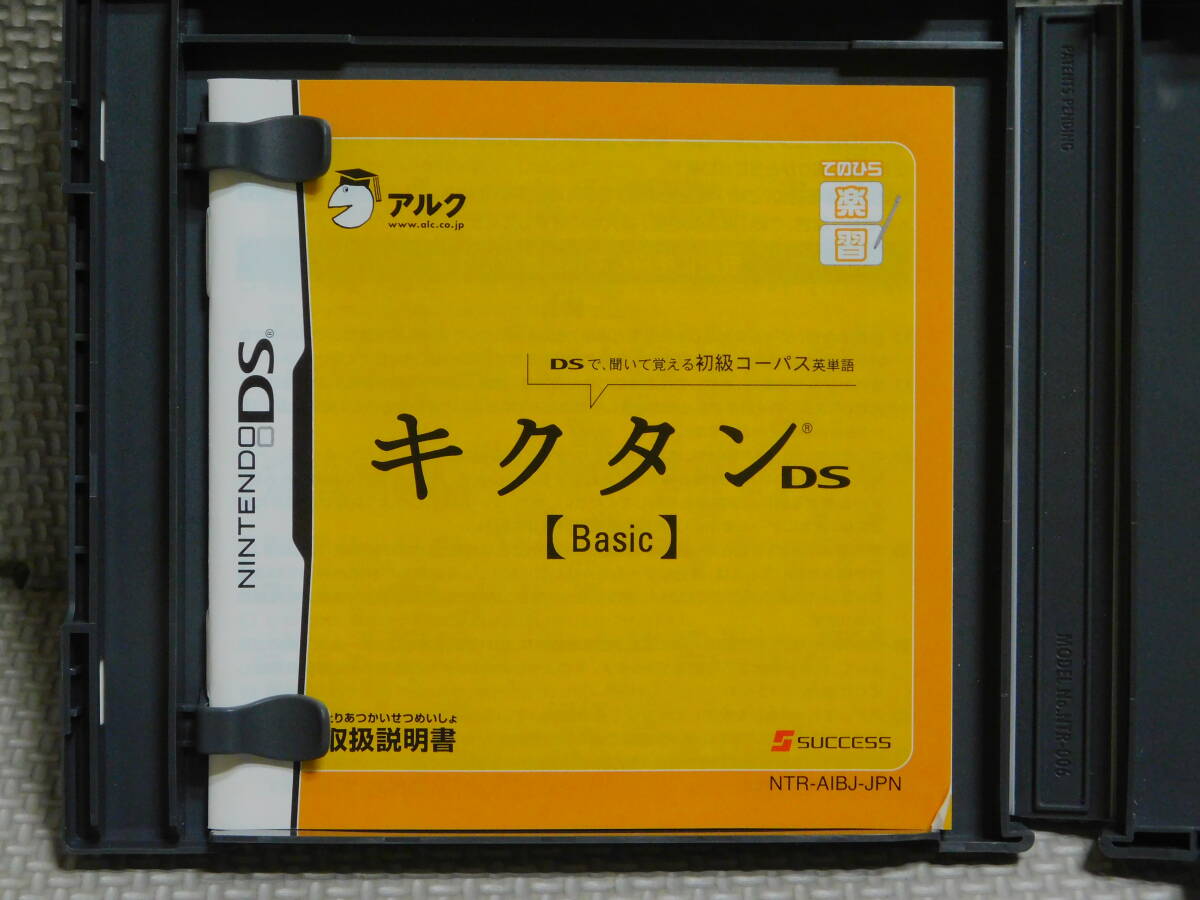 アルク
www.alc.co.jp
てのひら
楽
習
NINTENDO DS®
DSで、聞いて覚える初級コーパス英単語
キクタン®DS
【Basic】
りあつかいせつめいしょ
取扱説明書
SUCCESS
NTR-AIBJ-JPN
PATENTS PENDING
MODEL No.NTR-006